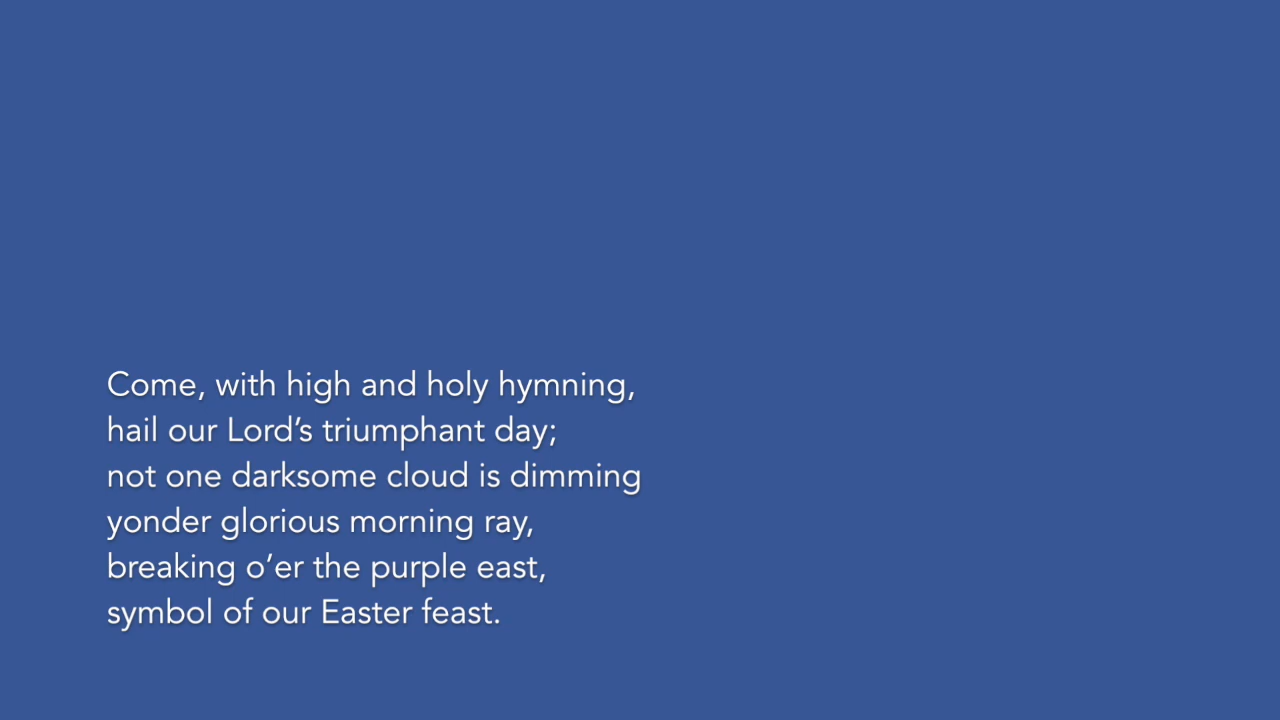 Come, with high and holy hymning,
hail our Lord’s triumphant day;
not one darksome cloud is dimming
yonder glorious morning ray,
breaking o’er the purple east,
symbol of our Easter feast.